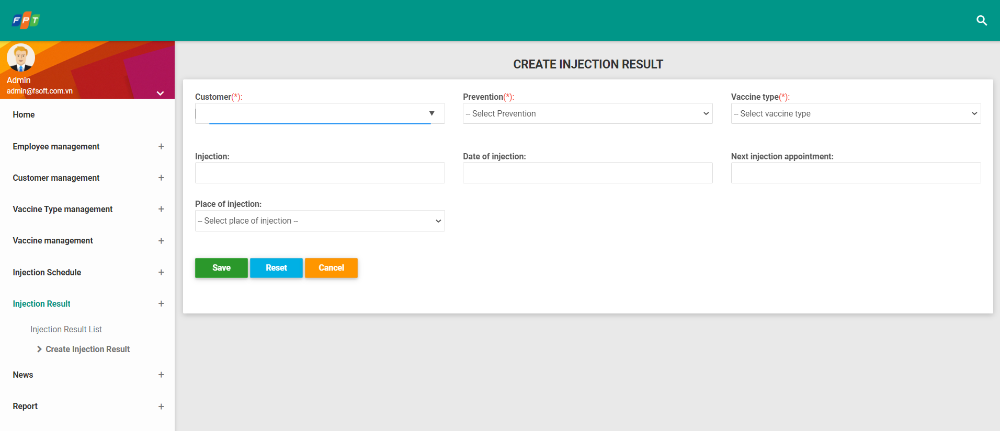 FPT
Admin
admin@fsoft.com.vn
Home
Employee management
Customer management
Vaccine Type management
Vaccine management
Injection Schedule
Injection Result
Injection Result List
Create Injection Result
News
Report
CREATE INJECTION RESULT
Customer(*):
Prevention(*):
Vaccine type(*):
-- Select Prevention
-- Select vaccine type
Injection:
Date of injection:
Next injection appointment:
Place of injection:
-- Select place of injection --
Save
Reset
Cancel